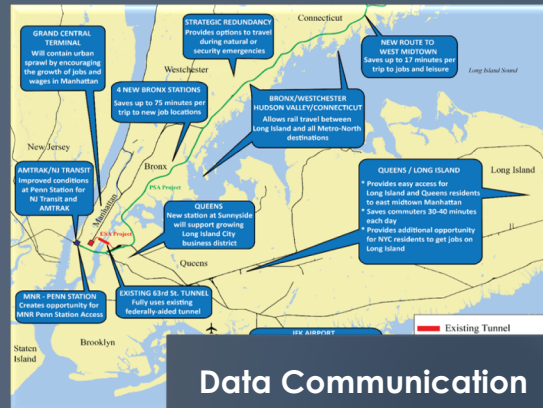 Connecticut
GRAND CENTRAL
TERMINAL
Will contain urban
sprawl by encouraging
the growth of jobs and
wages in Manhattan
STRATEGIC REDUNDANCY
Provides options to travel
during natural or
security emergencies
NEW ROUTE TO
WEST MIDTOWN
Saves up to 17 minutes per
trip to jobs and leisure
Westchester
Long Island Sound
4 NEW BRONX STATIONS
Saves up to 75 minutes per
trip to new job locations
BRONX/WESTCHESTER
HUDSON VALLEY/CONNECTICUT
Allows rail travel between
Long Island and all Metro-North
destinations
New Jersey
Bronx
AMTRAK/NJ TRANSIT
Improved conditions
at Penn Station for
NJ Transit and
AMTRAK
PSA Project
Manhattan
QUEENS / LONG ISLAND
* Provides easy access for
Long Island and Queens residents
to east midtown Manhattan
* Saves commuters 30-40 minutes
each day
* Provides additional opportunity
for NYC residents to get jobs on
Long Island
Long Island
QUEENS
New station at Sunnyside
will support growing
Long Island City
business district
ESA Project
Queens
MNR - PENN STATION
Creates opportunity for
MNR Penn Station Access
EXISTING 63rd St. TUNNEL
Fully uses existing
federally-aided tunnel
JFK AIRPORT
Existing Tunnel
Staten
Island
Brooklyn
Data Communication